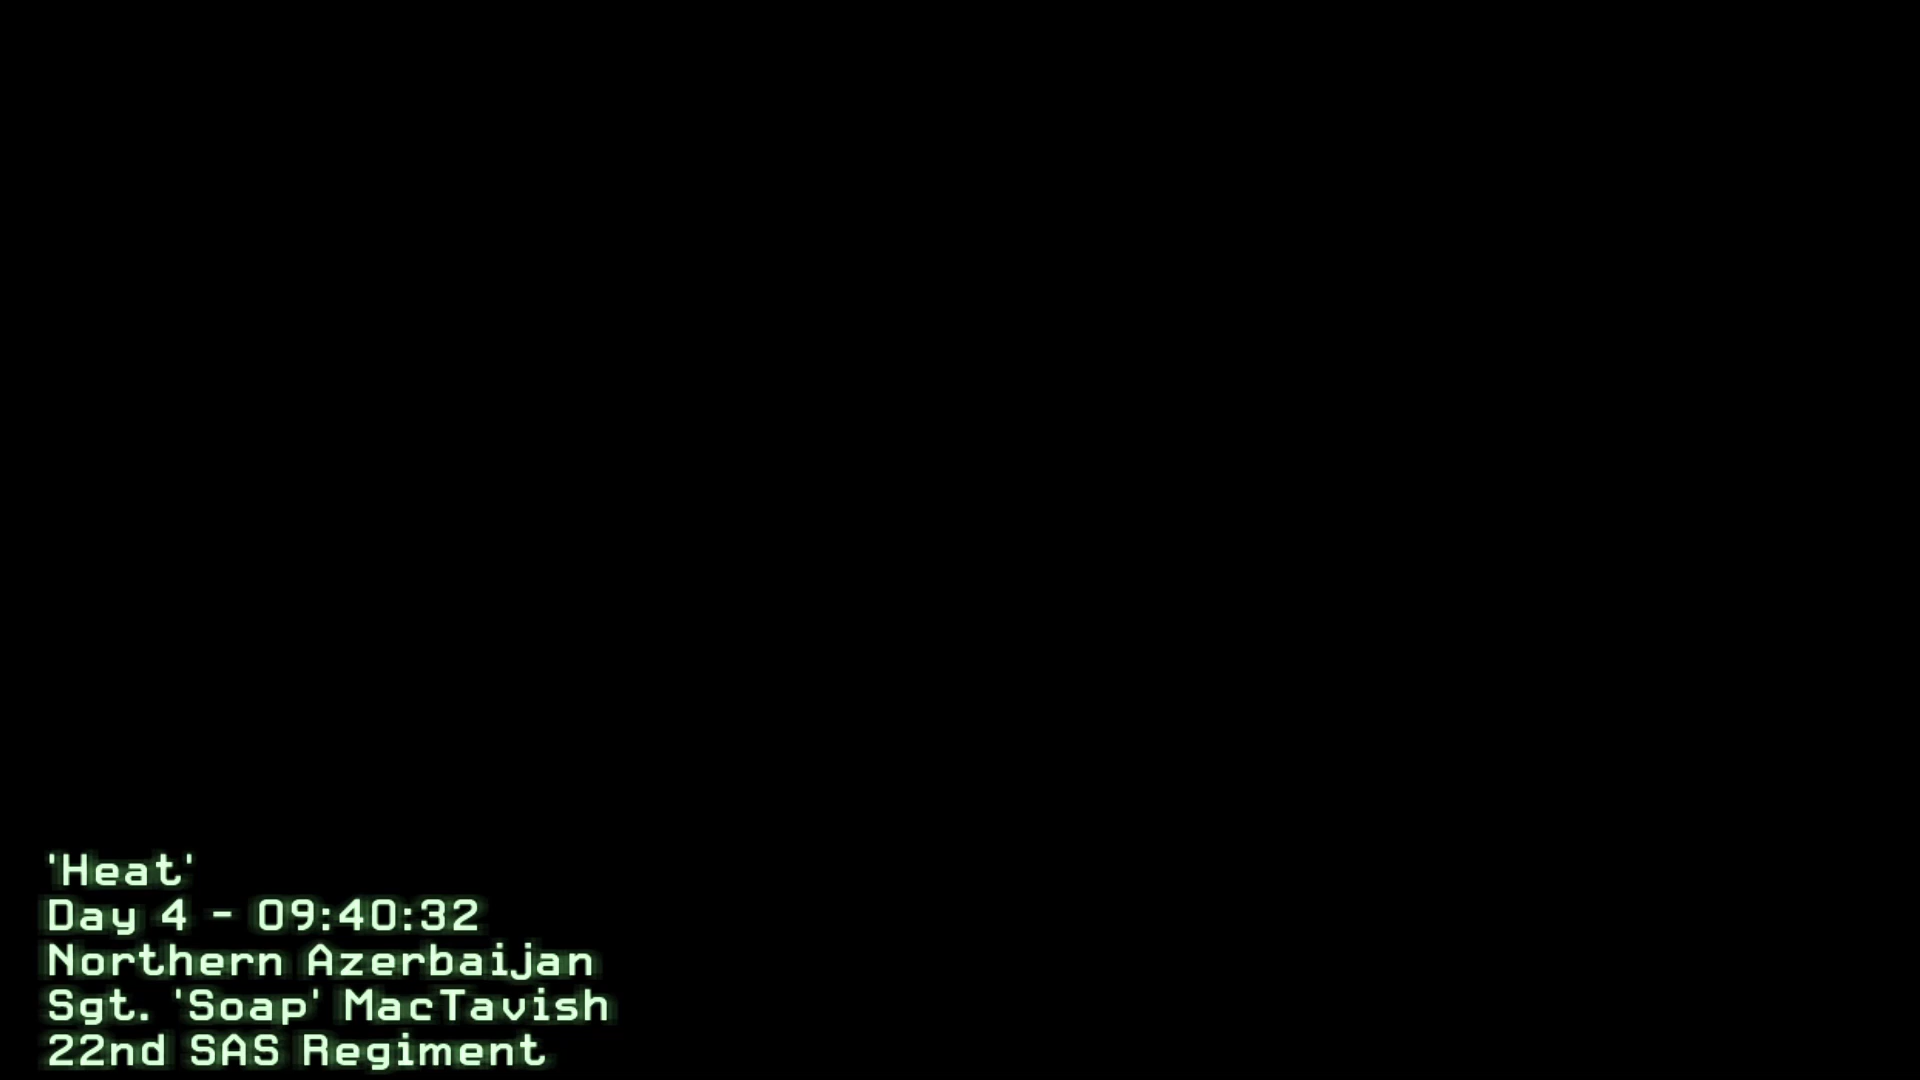 'Heat'
Day 4 - 09:40:32
Northern Azerbaijan
Sgt. 'Soap' MacTavish
22nd SAS Regiment